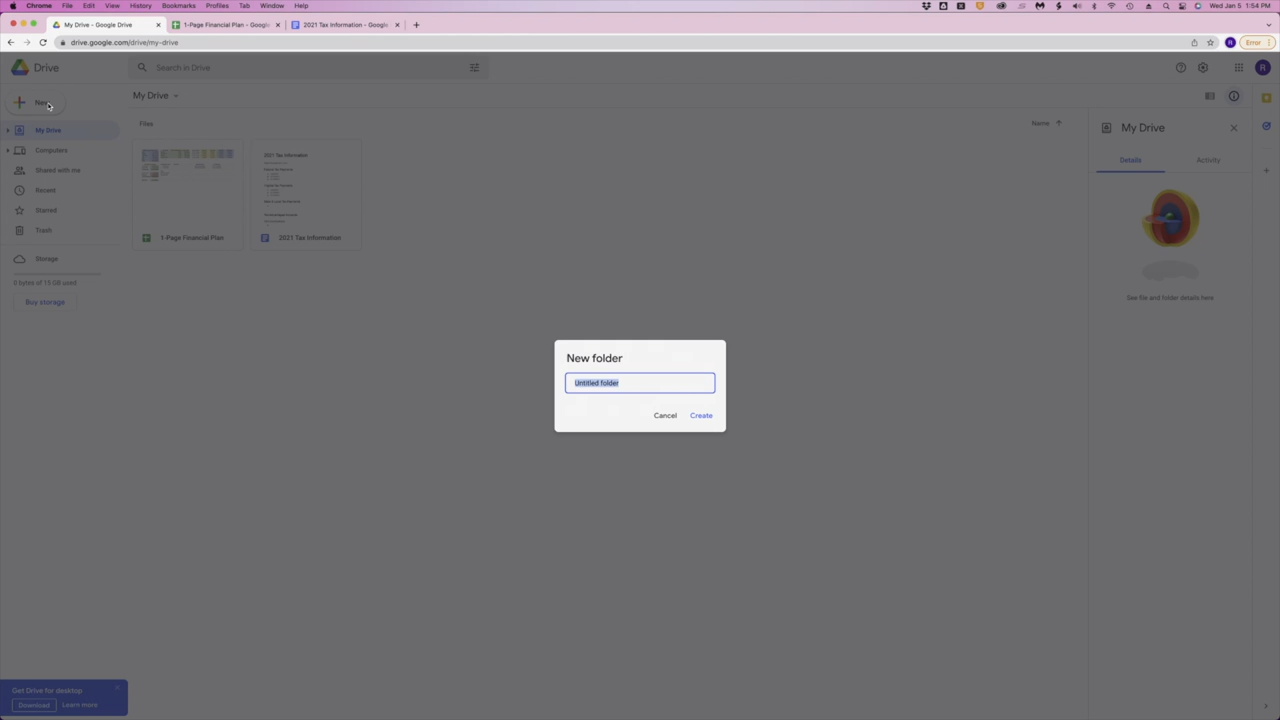 Chrome File Edit View History Bookmarks Profiles Tab Window Help Wed Jan 5 1:54 PM
My Drive - Google Drive 1-Page Financial Plan - Google 2021 Tax Information - Google
drive.google.com/drive/my-drive R Error
Drive Search in Drive R
New My Drive
My Drive Files Name My Drive
Computers
Shared with me Details Activity
Recent
Starred
Trash
2021 Tax Information
1-Page Financial Plan 2021 Tax Information
Storage
0 bytes of 15 GB used
Buy storage See file and folder details here
New folder
Untitled folder
Cancel Create
Get Drive for desktop
Download Learn more